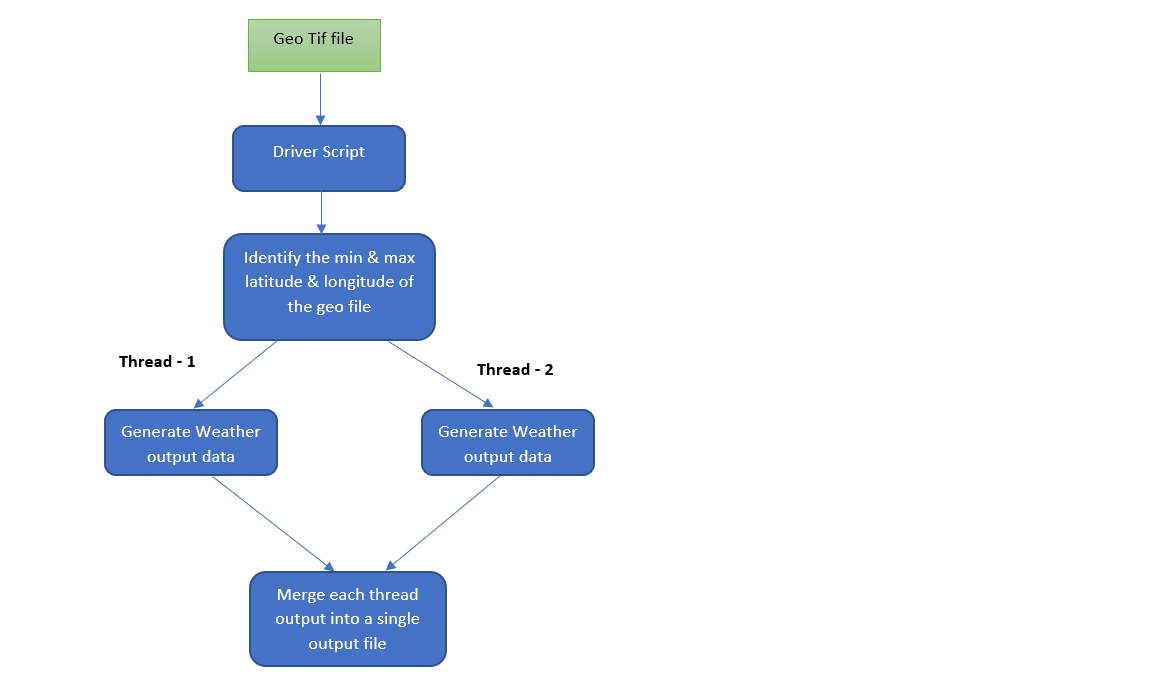 Geo Tif file
Driver Script
Identify the min & max
latitude & longitude of
the geo file
Thread - 1
Thread - 2
Generate Weather
output data
Generate Weather
output data
Merge each thread
output into a single
output file